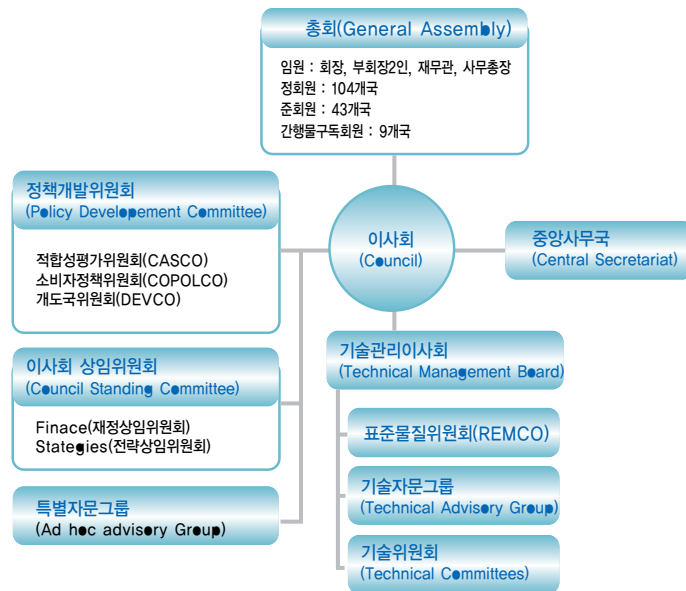 총회(General Assembly)
임원 : 회장, 부회장2인, 재무관, 사무총장
정회원 : 104개국
준회원 : 43개국
간행물구독회원 : 9개국
정책개발위원회
(Policy Developement Committee)
적합성평가위원회(CASCO)
소비자정책위원회(COPOLCO)
개도국위원회(DEVCO)
이사회
(Council)
중앙사무국
(Central Secretariat)
이사회 상임위원회
(Council Standing Committee)
Finace(재정상임위원회)
Stategies(전략상임위원회)
특별자문그룹
(Ad hoc advisory Group)
기술관리이사회
(Technical Management Board)
표준물질위원회(REMCO)
기술자문그룹
(Technical Advisory Group)
기술위원회
(Technical Committees)